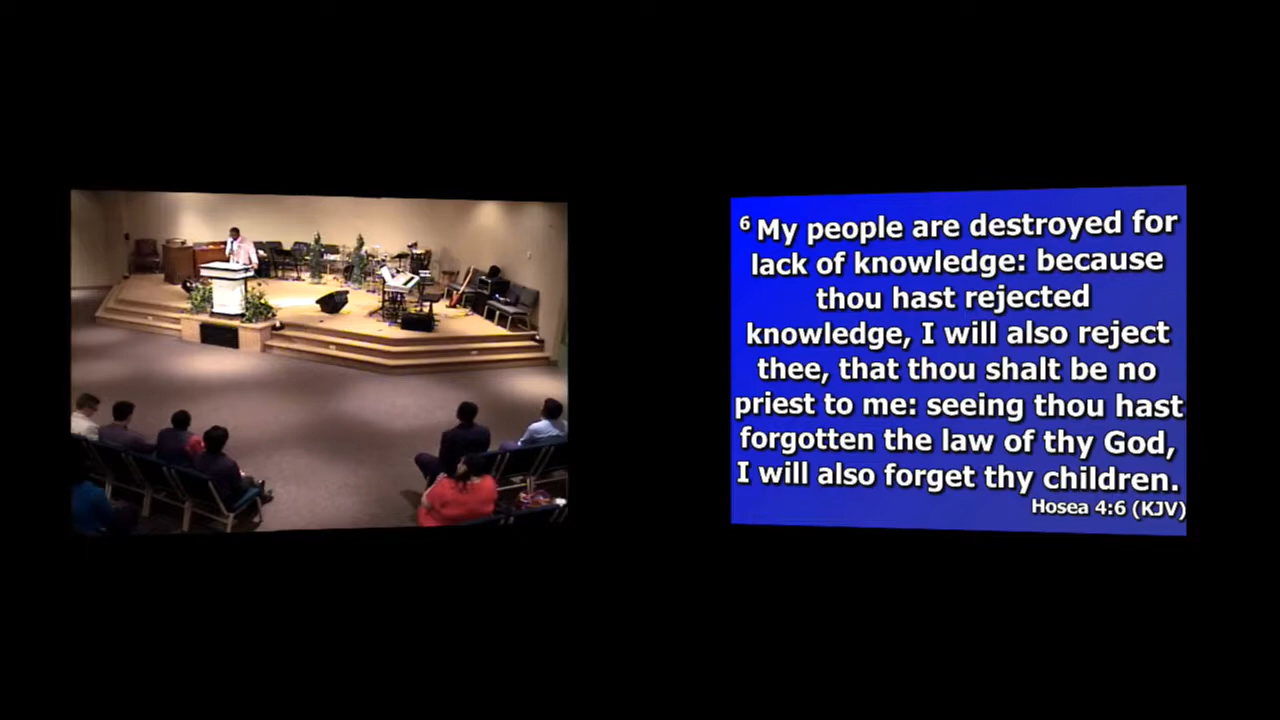 6 My people are destroyed for
lack of knowledge: because
thou hast rejected
knowledge, I will also reject
thee, that thou shalt be no
priest to me: seeing thou hast
forgotten the law of thy God,
I will also forget thy children.
Hosea 4:6 (KJV)